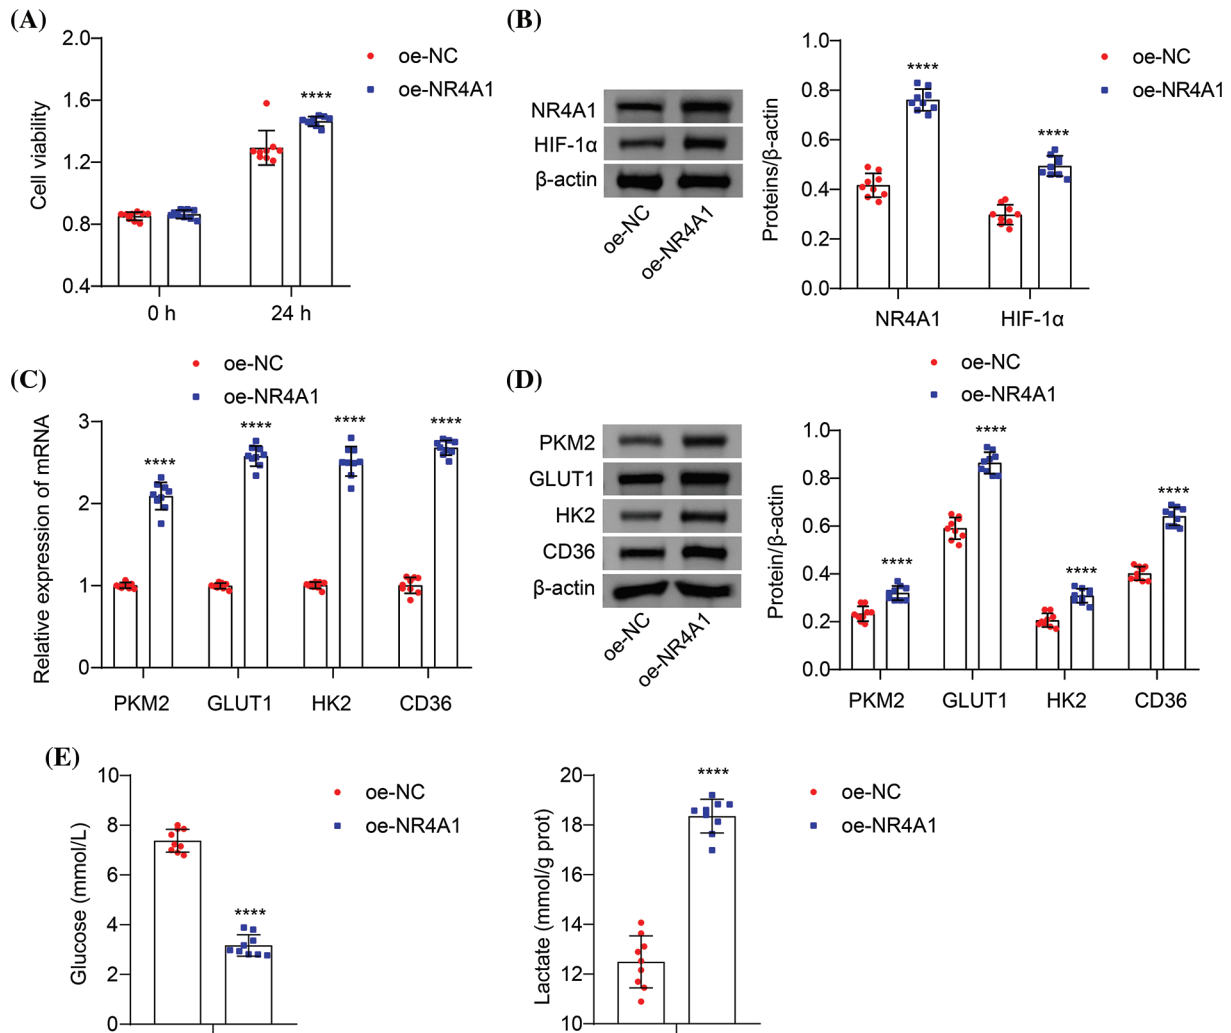 (A)
Cell viability
2.0
1.6
1.2
0.8
0.4
0 h
24 h
****
oe-NC
oe-NR4A1
(B)
NR4A1
HIF-1α
β-actin
oe-NC
oe-NR4A1
Proteins/β-actin
1.0
0.8
0.6
0.4
0.2
0.0
****
****
NR4A1
HIF-1α
oe-NC
oe-NR4A1
(C)
oe-NC
oe-NR4A1
Relative expression of mRNA
3
2
1
0
****
****
****
****
PKM2
GLUT1
HK2
CD36
(D)
PKM2
GLUT1
HK2
CD36
β-actin
oe-NC
oe-NR4A1
oe-NC
oe-NR4A1
Protein/β-actin
1.0
0.8
0.6
0.4
0.2
0.0
****
****
****
****
PKM2
GLUT1
HK2
CD36
(E)
Glucose (mmol/L)
10
8
6
4
2
0
****
oe-NC
oe-NR4A1
Lactate (mmol/g prot)
20
18
16
14
12
10
****
oe-NC
oe-NR4A1